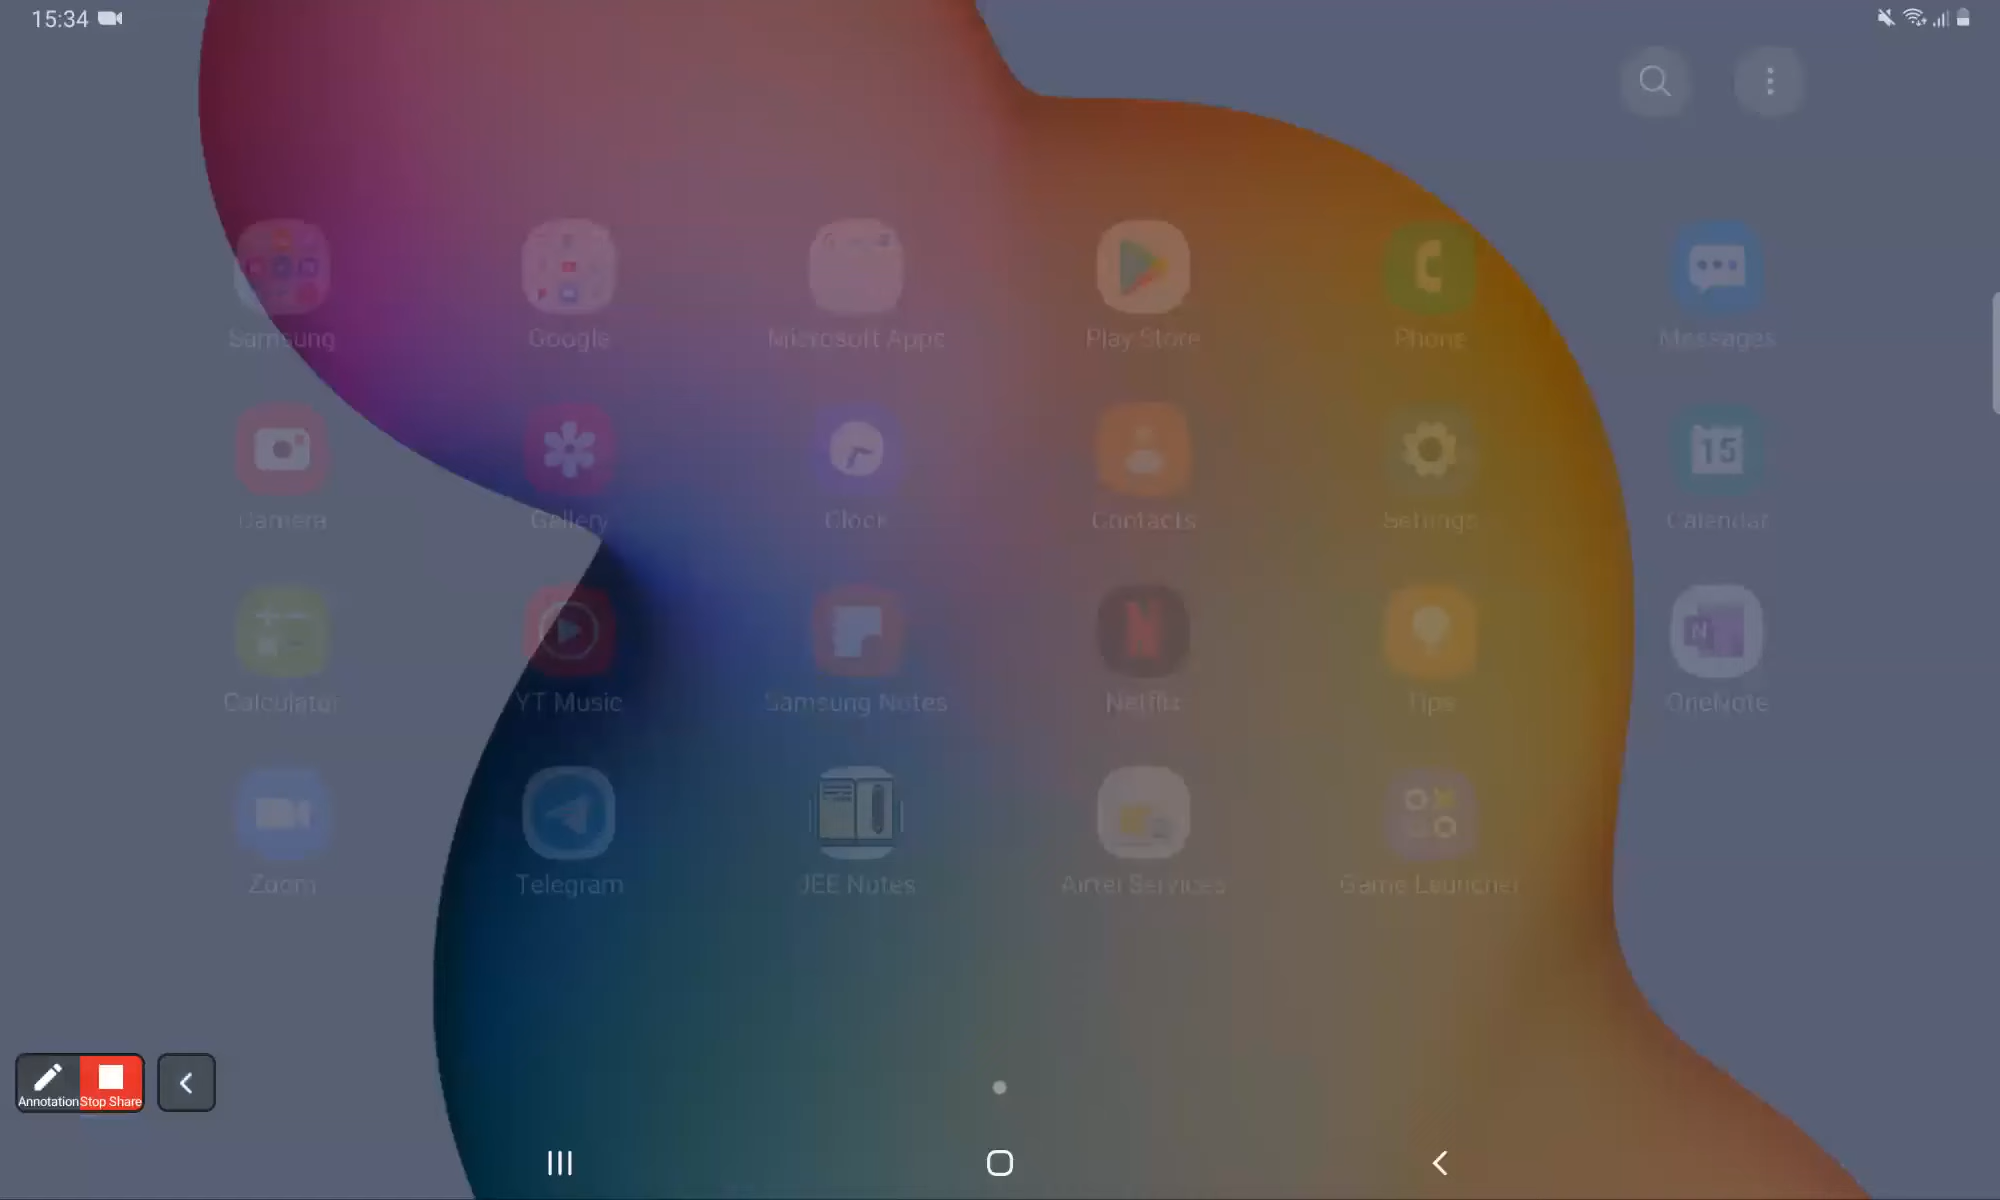 15:34
Samsung
Google
Microsoft Apps
Play Store
Phone
Messages
Camera
Gallery
Clock
Contacts
Settings
15
Calendar
Calculator
YT Music
Samsung Notes
Netflix
Tips
N
OneNote
Zoom
Telegram
JEE Notes
Airtel Services
Game Launcher
Annotation
Stop Share